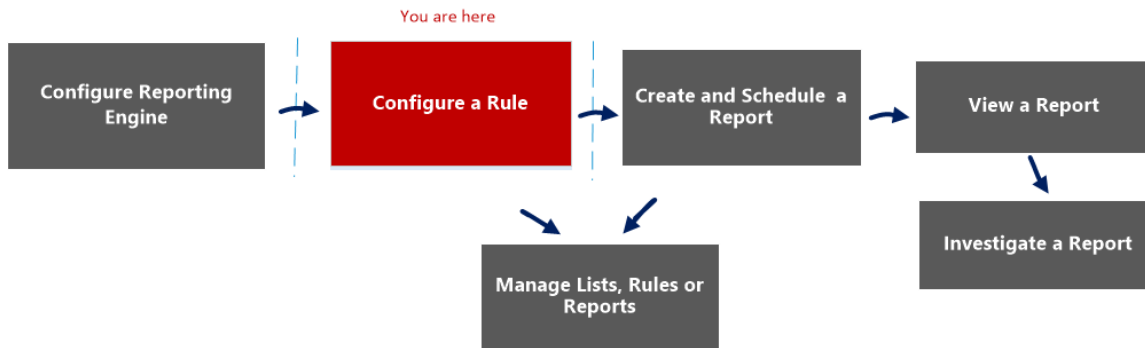 You are here
Configure Reporting
Engine
Configure a Rule
Create and Schedule a
Report
View a Report
Investigate a Report
Manage Lists, Rules or
Reports